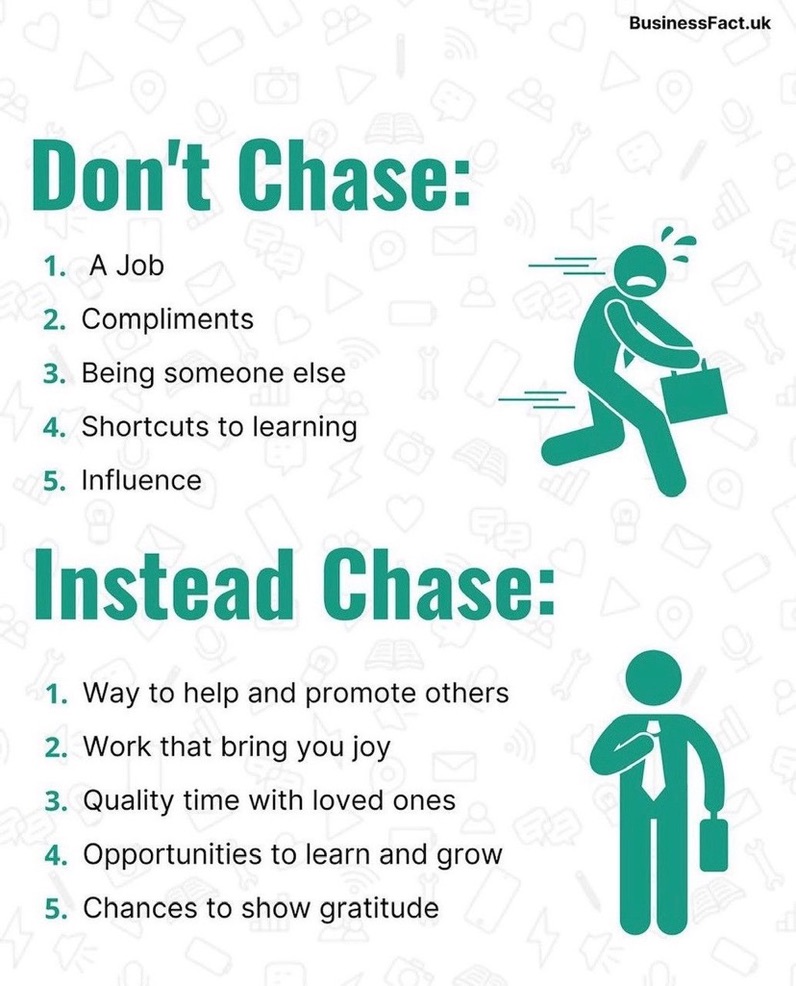 BusinessFact.uk
Don't Chase:
1. A Job
2. Compliments
3. Being someone else
4. Shortcuts to learning
5. Influence
Instead Chase:
1. Way to help and promote others
2. Work that bring you joy
3. Quality time with loved ones
4. Opportunities to learn and grow
5. Chances to show gratitude